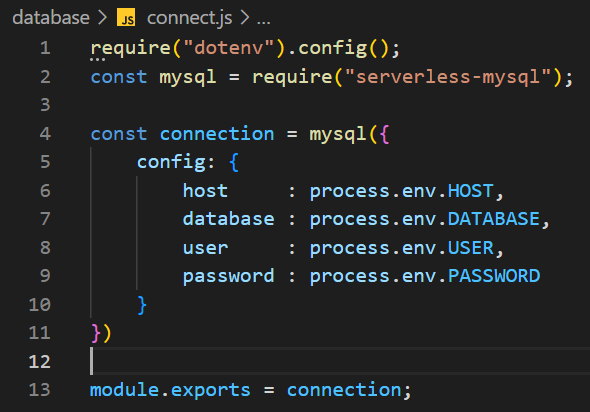 database > JS connect.js > ...
1 require("dotenv").config();
2 const mysql = require("serverless-mysql");
3
4 const connection = mysql({
5     config: {
6         host     : process.env.HOST,
7         database : process.env.DATABASE,
8         user     : process.env.USER,
9         password : process.env.PASSWORD
10     }
11 })
12
13 module.exports = connection;